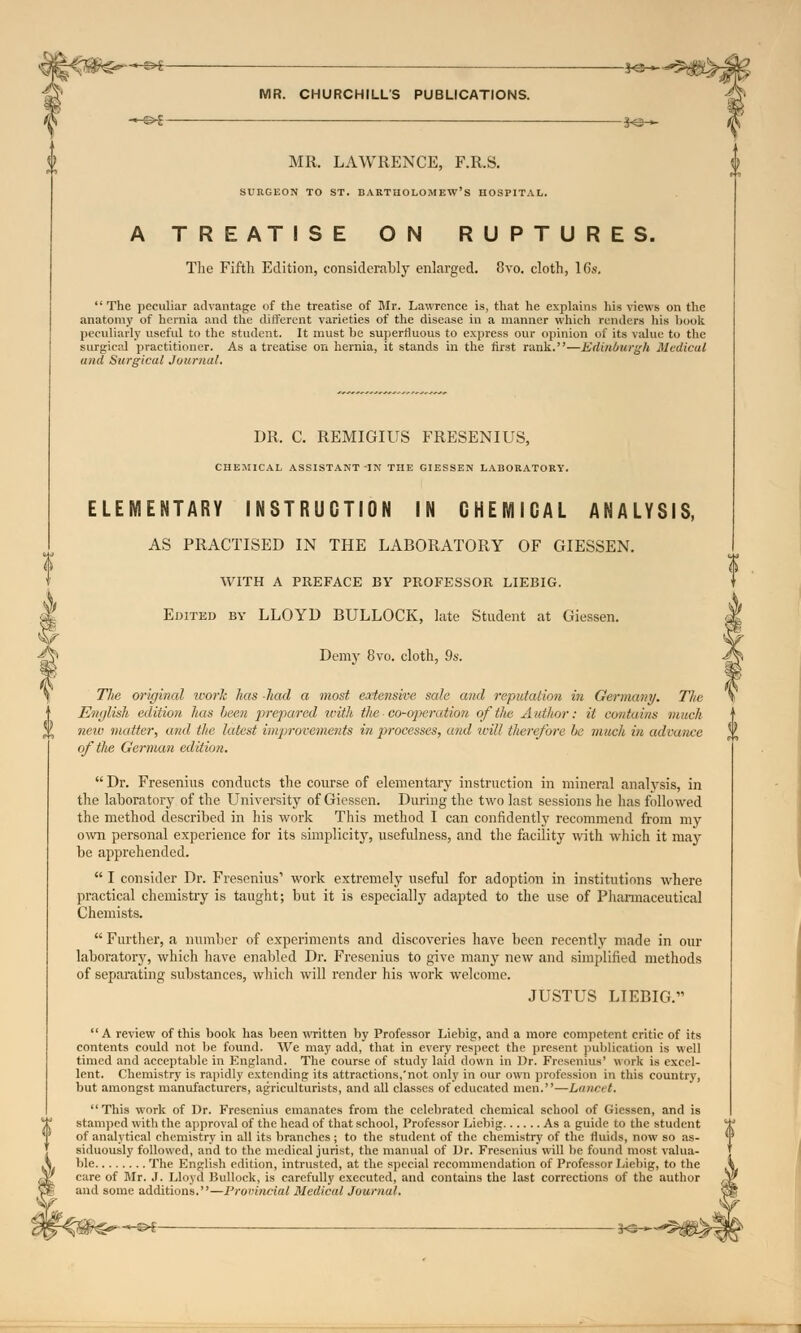 MR. CHURCHILL'S PUBLICATIONS.
MR. LAWRENCE, F.R.S.
SURGEON TO ST. BARTHOLOMEW'S HOSPITAL.
A TREATISE ON RUPTURES.
The Fifth Edition, considerably enlarged. 8vo. cloth, 16s.
"The peculiar advantage of the treatise of Mr. Lawrence is, that he explains his views on the
anatomy of hernia and the different varieties of the disease in a manner which renders his book
peculiarly useful to the student. It must be superfluous to express our opinion of its value to the
surgical practitioner. As a treatise on hernia, it stands in the first rank."—Edinburgh Medical
and Surgical Journal.
DR. C. REMIGIUS FRESENIUS,
CHEMICAL ASSISTANT IN THE GIESSEN LABORATORY.
ELEMENTARY INSTRUCTION IN CHEMICAL ANALYSIS,
AS PRACTISED IN THE LABORATORY OF GIESSEN.
WITH A PREFACE BY PROFESSOR LIEBIG.
Edited by LLOYD BULLOCK, late Student at Giessen.
Demy 8vo. cloth, 9s.
The original work has had a most extensive sale and reputation in Germany. The
English edition has been prepared with the co-operation of the Author: it contains much
new matter, and the latest improvements in processes, and will therefore be much in advance
of the German edition.
"Dr. Fresenius conducts the course of elementary instruction in mineral analysis, in
the laboratory of the University of Giessen. During the two last sessions he has followed
the method described in his work This method I can confidently recommend from my
own personal experience for its simplicity, usefulness, and the facility with which it may
be apprehended.
"I consider Dr. Fresenius' work extremely useful for adoption in institutions where
practical chemistry is taught; but it is especially adapted to the use of Pharmaceutical
Chemists.
"Further, a number of experiments and discoveries have been recently made in our
laboratory, which have enabled Dr. Fresenius to give many new and simplified methods
of separating substances, which will render his work welcome.
JUSTUS LIEBIG."
"A review of this book has been written by Professor Liebig, and a more competent critic of its
contents could not be found. We may add, that in every respect the present publication is well
timed and acceptable in England. The course of study laid down in Dr. Fresenius' work is excel-
lent. Chemistry is rapidly extending its attractions, not only in our own profession in this country,
but amongst manufacturers, agriculturists, and all classes of educated men."—Lancet.
"This work of Dr. Fresenius emanates from the celebrated chemical school of Giessen, and is
stamped with the approval of the head of that school, Professor Liebig......As a guide to the student
of analytical chemistry in all its branches; to the student of the chemistry of the fluids, now so as-
siduously followed, and to the medical jurist, the manual of Dr. Fresenius will be found most valua-
ble........The English edition, intrusted, at the special recommendation of Professor Liebig, to the
care of Mr. J. Lloyd Bullock, is carefully executed, and contains the last corrections of the author
and some additions."—Provincial Medical Journal.